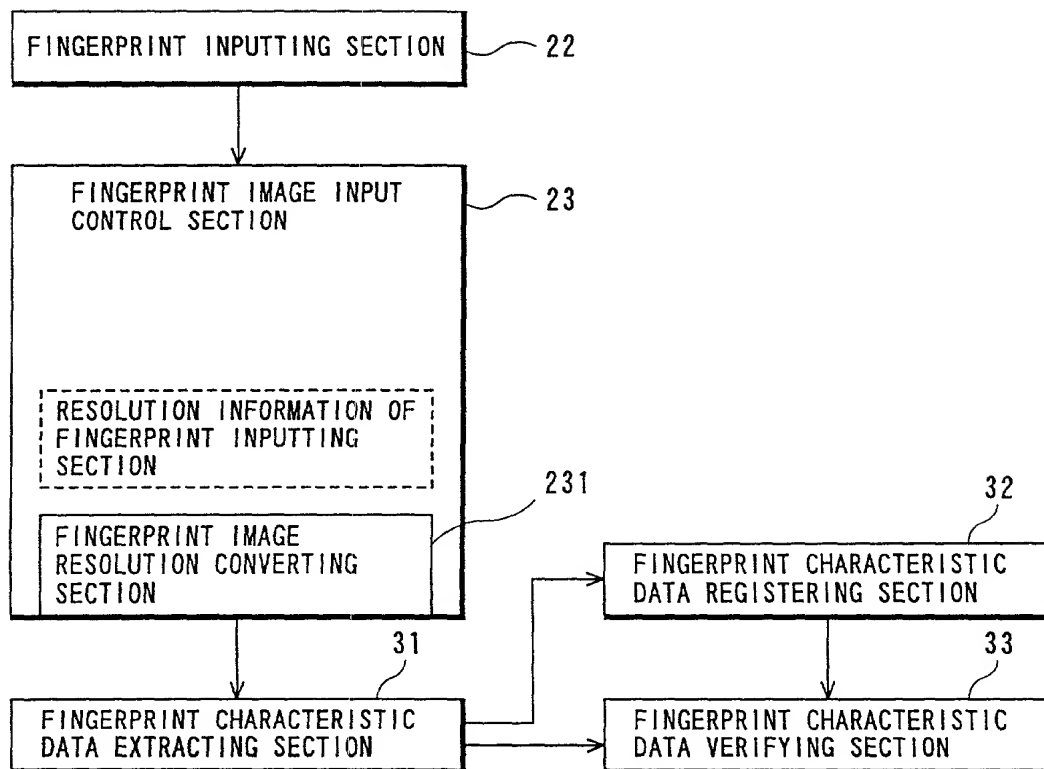 FINGERPRINT INPUTTING SECTION
22
FINGERPRINT IMAGE INPUT
CONTROL SECTION
23
RESOLUTION INFORMATION OF
FINGERPRINT INPUTTING
SECTION
231
FINGERPRINT IMAGE
RESOLUTION CONVERTING
SECTION
32
FINGERPRINT CHARACTERISTIC
DATA REGISTERING SECTION
31
FINGERPRINT CHARACTERISTIC
DATA EXTRACTING SECTION
33
FINGERPRINT CHARACTERISTIC
DATA VERIFYING SECTION